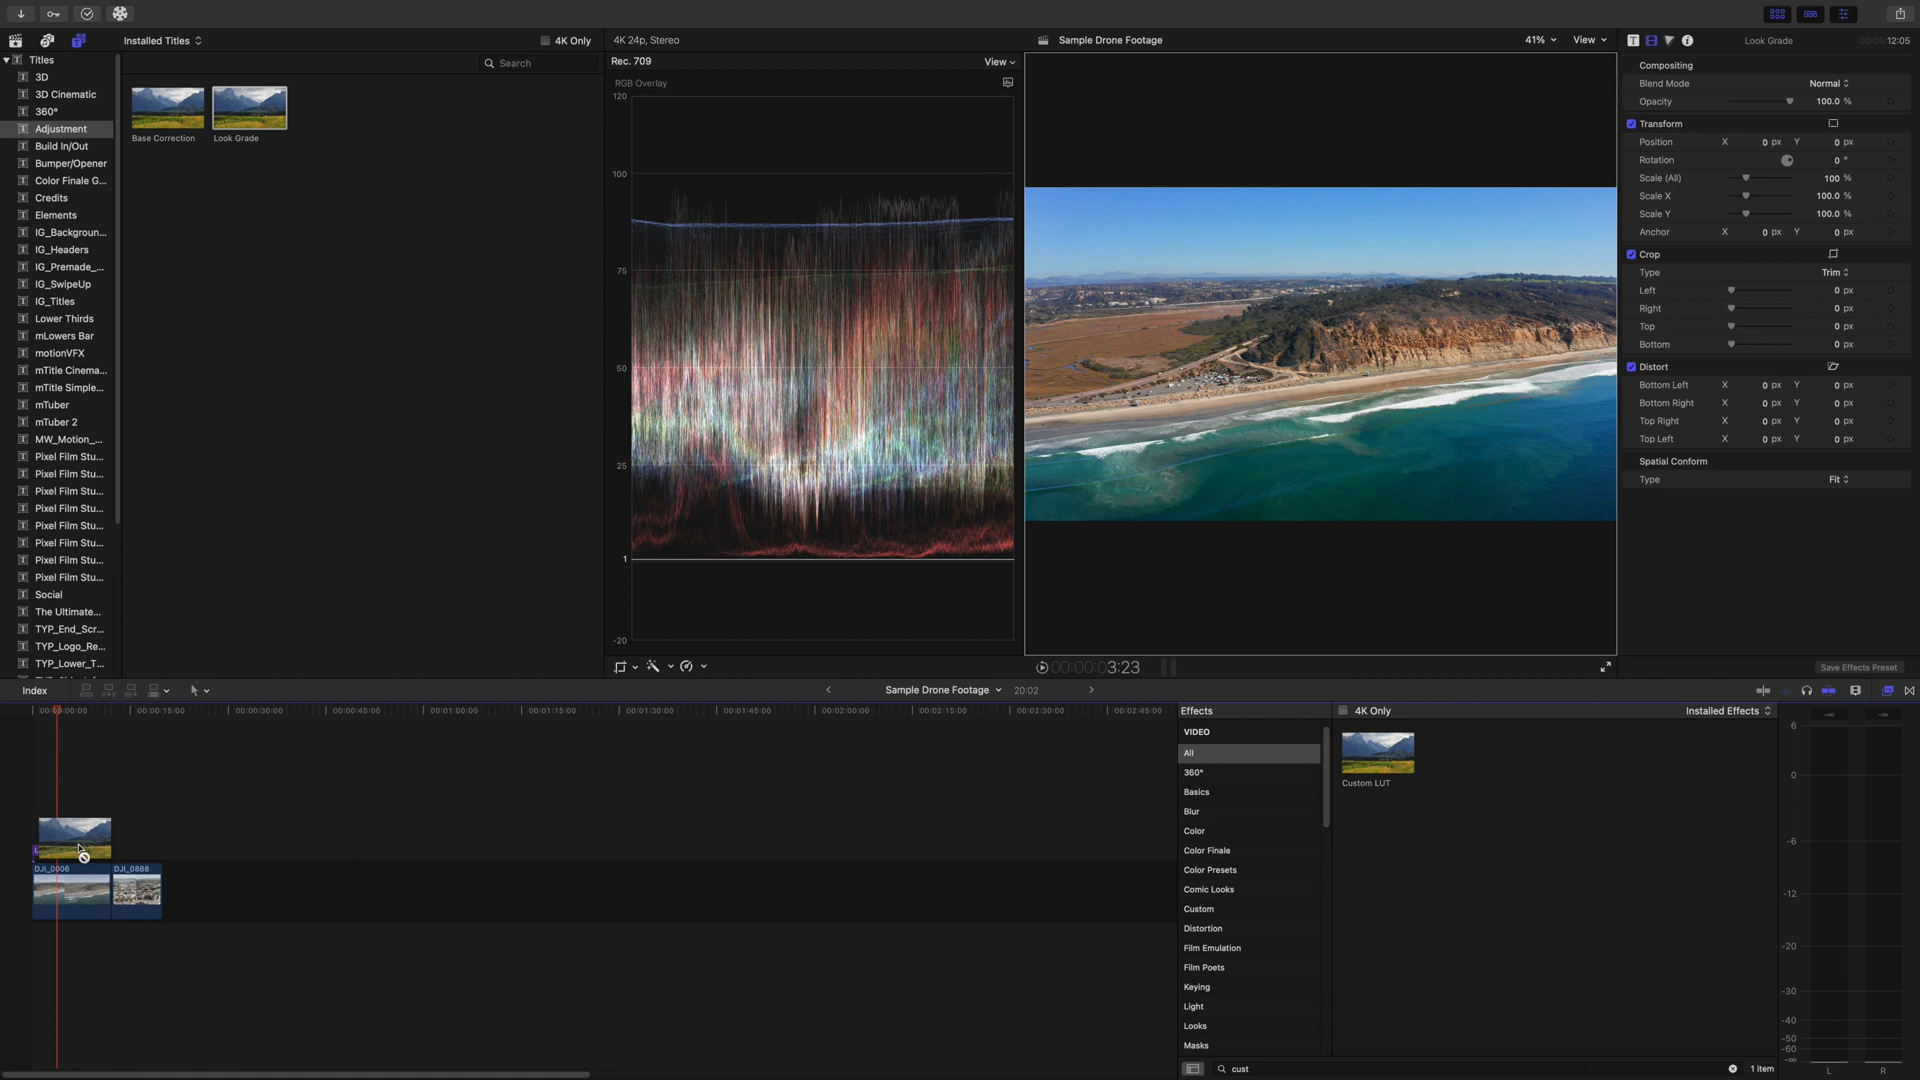 Installed Titles
4K Only
4K 24p, Stereo
Sample Drone Footage
41%
View
Look Grade
00:00 12:05
Titles
3D
3D Cinematic
360°
Adjustment
Build In/Out
Bumper/Opener
Color Finale G...
Credits
Elements
IG_Backgroun...
IG_Headers
IG_Premade_...
IG_SwipeUp
IG_Titles
Lower Thirds
mLowers Bar
motionVFX
mTitle Cinema...
mTitle Simple...
mTuber
mTuber 2
MW_Motion_...
Pixel Film Stu...
Pixel Film Stu...
Pixel Film Stu...
Pixel Film Stu...
Pixel Film Stu...
Pixel Film Stu...
Pixel Film Stu...
Pixel Film Stu...
Social
The Ultimate...
TYP_End_Scr...
TYP_Logo_Re...
TYP_Lower_T...
Search
Base Correction
Look Grade
Rec. 709
View
RGB Overlay
120
100
75
50
25
1
-20
00:00:03:23
Compositing
Blend Mode Normal
Opacity 100.0 %
Transform
Position X 0 px Y 0 px
Rotation 0 °
Scale (All) 100 %
Scale X 100.0 %
Scale Y 100.0 %
Anchor X 0 px Y 0 px
Crop
Type Trim
Left 0 px
Right 0 px
Top 0 px
Bottom 0 px
Distort
Bottom Left X 0 px Y 0 px
Bottom Right X 0 px Y 0 px
Top Right X 0 px Y 0 px
Top Left X 0 px Y 0 px
Spatial Conform
Type Fit
Save Effects Preset
Index
Sample Drone Footage
20:02
00:00:00:00
00:00:15:00
00:00:30:00
00:00:45:00
00:01:00:00
00:01:15:00
00:01:30:00
00:01:45:00
00:02:00:00
00:02:15:00
00:02:30:00
00:02:45:00
L
DJI_0006
DJI_0888
Effects
4K Only
Installed Effects
VIDEO
All
360°
Basics
Blur
Color
Color Finale
Color Presets
Comic Looks
Custom
Distortion
Film Emulation
Film Poets
Keying
Light
Looks
Masks
Custom LUT
cust
1 item
-∞ -∞
6
0
-6
-12
-20
-30
-40
-50
-60
-∞
L R